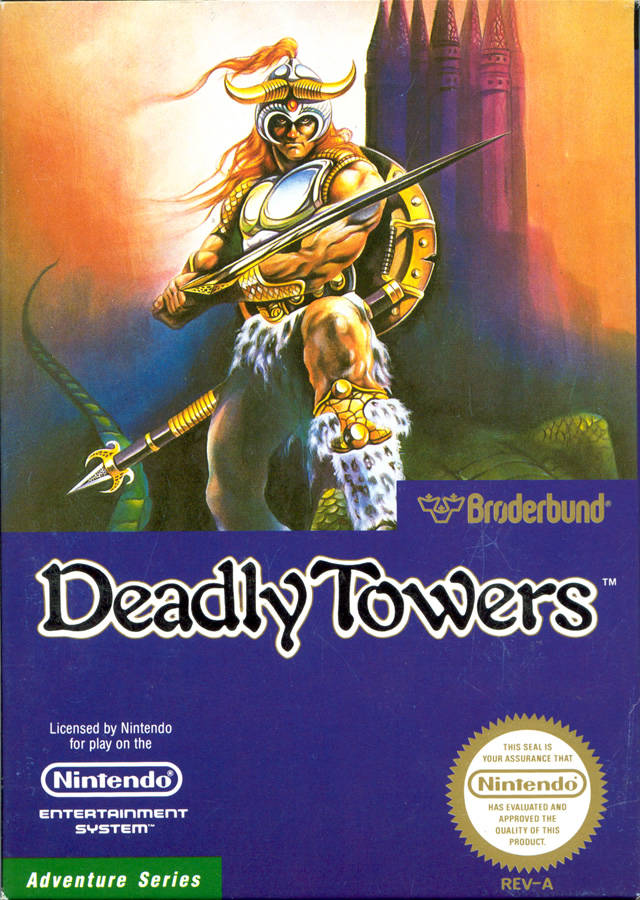 Brøderbund®
Deadly Towers™
Licensed by Nintendo
for play on the
Nintendo®
ENTERTAINMENT
SYSTEM™
THIS SEAL IS
YOUR ASSURANCE THAT
Nintendo®
HAS EVALUATED AND
APPROVED THE
QUALITY OF THIS
PRODUCT.
Adventure Series
REV-A